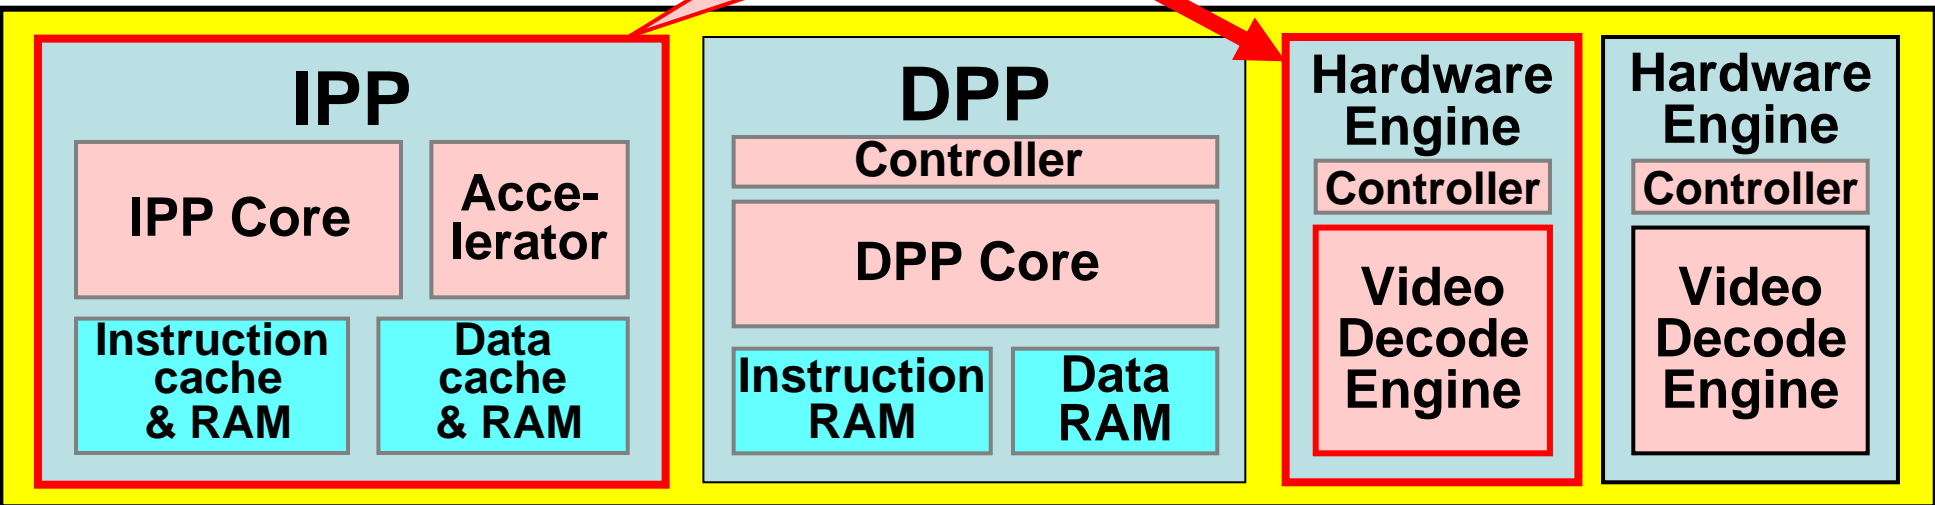 IPP
IPP Core
Acce-
lerator
Instruction
cache
& RAM
Data
cache
& RAM
DPP
Controller
DPP Core
Instruction
RAM
Data
RAM
Hardware
Engine
Controller
Video
Decode
Engine
Hardware
Engine
Controller
Video
Decode
Engine